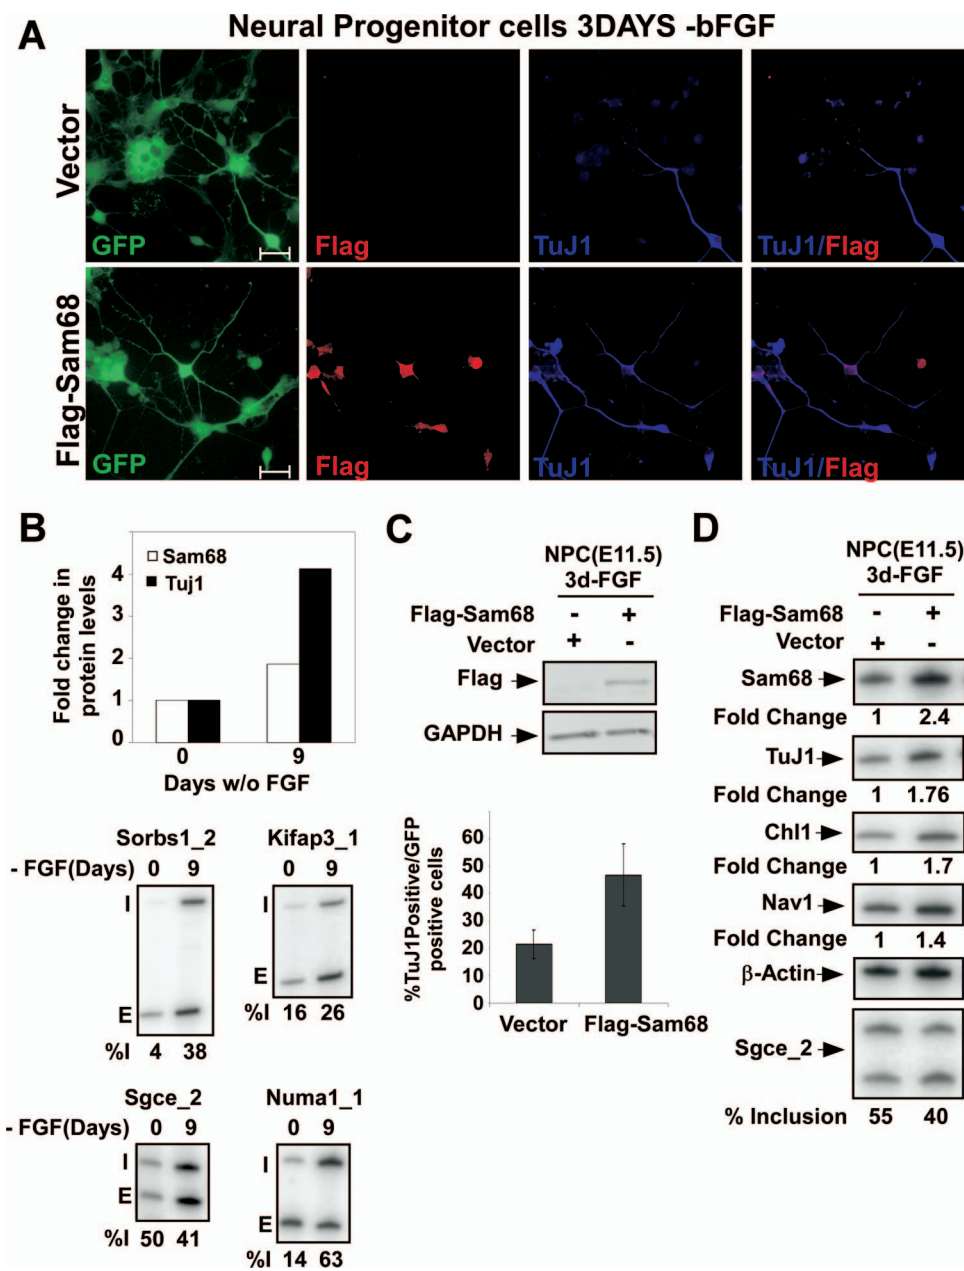 A
Neural Progenitor cells 3DAYS -bFGF
Vector
GFP
Flag
TuJ1
TuJ1/Flag
Flag-Sam68
GFP
Flag
TuJ1
TuJ1/Flag
B
Fold change in
protein levels
4
2
1
0
Sam68
Tuj1
0 9
Days w/o FGF
Sorbs1_2
- FGF(Days) 0 9
I
E
%I 4 38
Kifap3_1
0 9
%I 16 26
Sgce_2
- FGF(Days) 0 9
I
E
%I 50 41
Numa1_1
0 9
I
E
%I 14 63
C
NPC(E11.5)
3d-FGF
Flag-Sam68 - +
Vector + -
Flag
GAPDH
%TuJ1Positive/GFP
positive cells
60
50
40
30
20
10
0
Vector Flag-Sam68
D
NPC(E11.5)
3d-FGF
Flag-Sam68 - +
Vector + -
Sam68
Fold Change 1 2.4
TuJ1
Fold Change 1 1.76
Chl1
Fold Change 1 1.7
Nav1
Fold Change 1 1.4
β-Actin
Sgce_2
% Inclusion 55 40